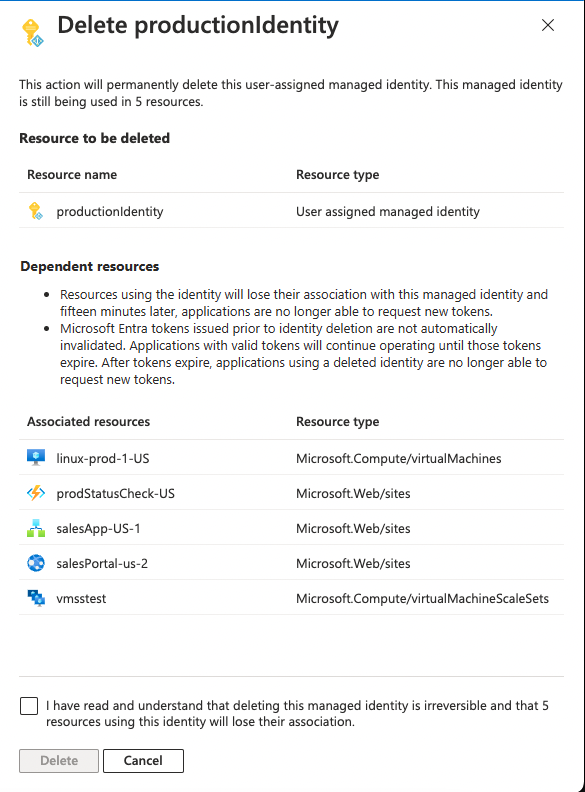 Delete productionIdentity
This action will permanently delete this user-assigned managed identity. This managed identity
is still being used in 5 resources.
Resource to be deleted
Resource name Resource type
productionIdentity User assigned managed identity
Dependent resources
• Resources using the identity will lose their association with this managed identity and
fifteen minutes later, applications are no longer able to request new tokens.
• Microsoft Entra tokens issued prior to identity deletion are not automatically
invalidated. Applications with valid tokens will continue operating until those tokens
expire. After tokens expire, applications using a deleted identity are no longer able to
request new tokens.
Associated resources Resource type
linux-prod-1-US Microsoft.Compute/virtualMachines
prodStatusCheck-US Microsoft.Web/sites
salesApp-US-1 Microsoft.Web/sites
salesPortal-us-2 Microsoft.Web/sites
vmsstest Microsoft.Compute/virtualMachineScaleSets
I have read and understand that deleting this managed identity is irreversible and that 5
resources using this identity will lose their association.
Delete Cancel